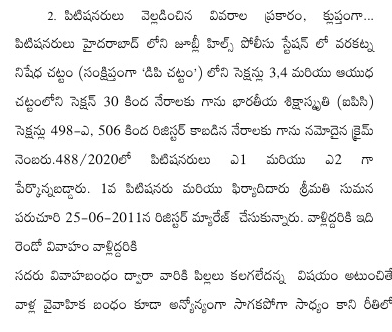 2. పిటిషనరులు వెల్లడించిన వివరాల ప్రకారం, క్లుప్తంగా...
పిటిషనరులు హైదరాబాద్ లోని జూబ్లీ హిల్స్ పోలీసు స్టేషన్ లో వరకట్న
నిషేధ చట్టం (సంక్షిప్తంగా ‘డిపి చట్టం’) లోని సెక్షన్లు 3,4 మరియు ఆయుధ
చట్టంలోని సెక్షన్ 30 కింద నేరాలకు గాను భారతీయ శిక్షాస్మృతి (ఐపిసి)
సెక్షన్లు 498-ఎ, 506 కింద రిజిస్టర్ కాబడిన నేరాలకు గాను నమోదైన క్రైమ్
నెంబరు.488/2020లో పిటిషనరులు ఎ1 మరియు ఎ2 గా
పేర్కొన్నబడ్డారు. 1వ పిటిషనరు మరియు ఫిర్యాదిదారు శ్రీమతి సుమన
పరుచూరి 25-06-2011న రిజిస్టర్ మ్యారేజ్ చేసుకున్నారు. వాళ్లిద్దరికి ఇది
రెండో వివాహం వాళ్లిద్దరికి
సదరు వివాహబంధం ద్వారా వారికి పిల్లలు కలగలేదన్న విషయం అటుంచితే
వాళ్ల వైవాహిక బంధం కూడా అన్యోన్యంగా సాగకపోగా సాధ్యం కాని రీతిలో